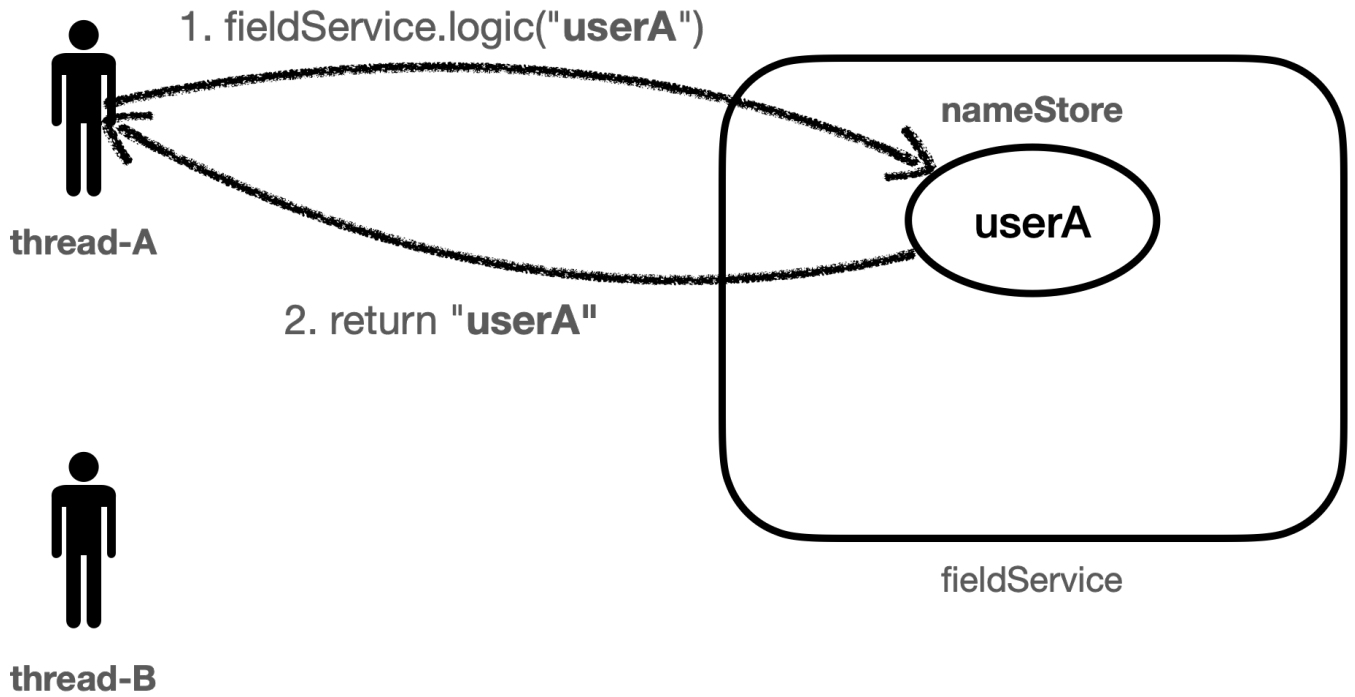 1. fieldService.logic("userA")
nameStore
userA
thread-A
2. return "userA"
fieldService
thread-B